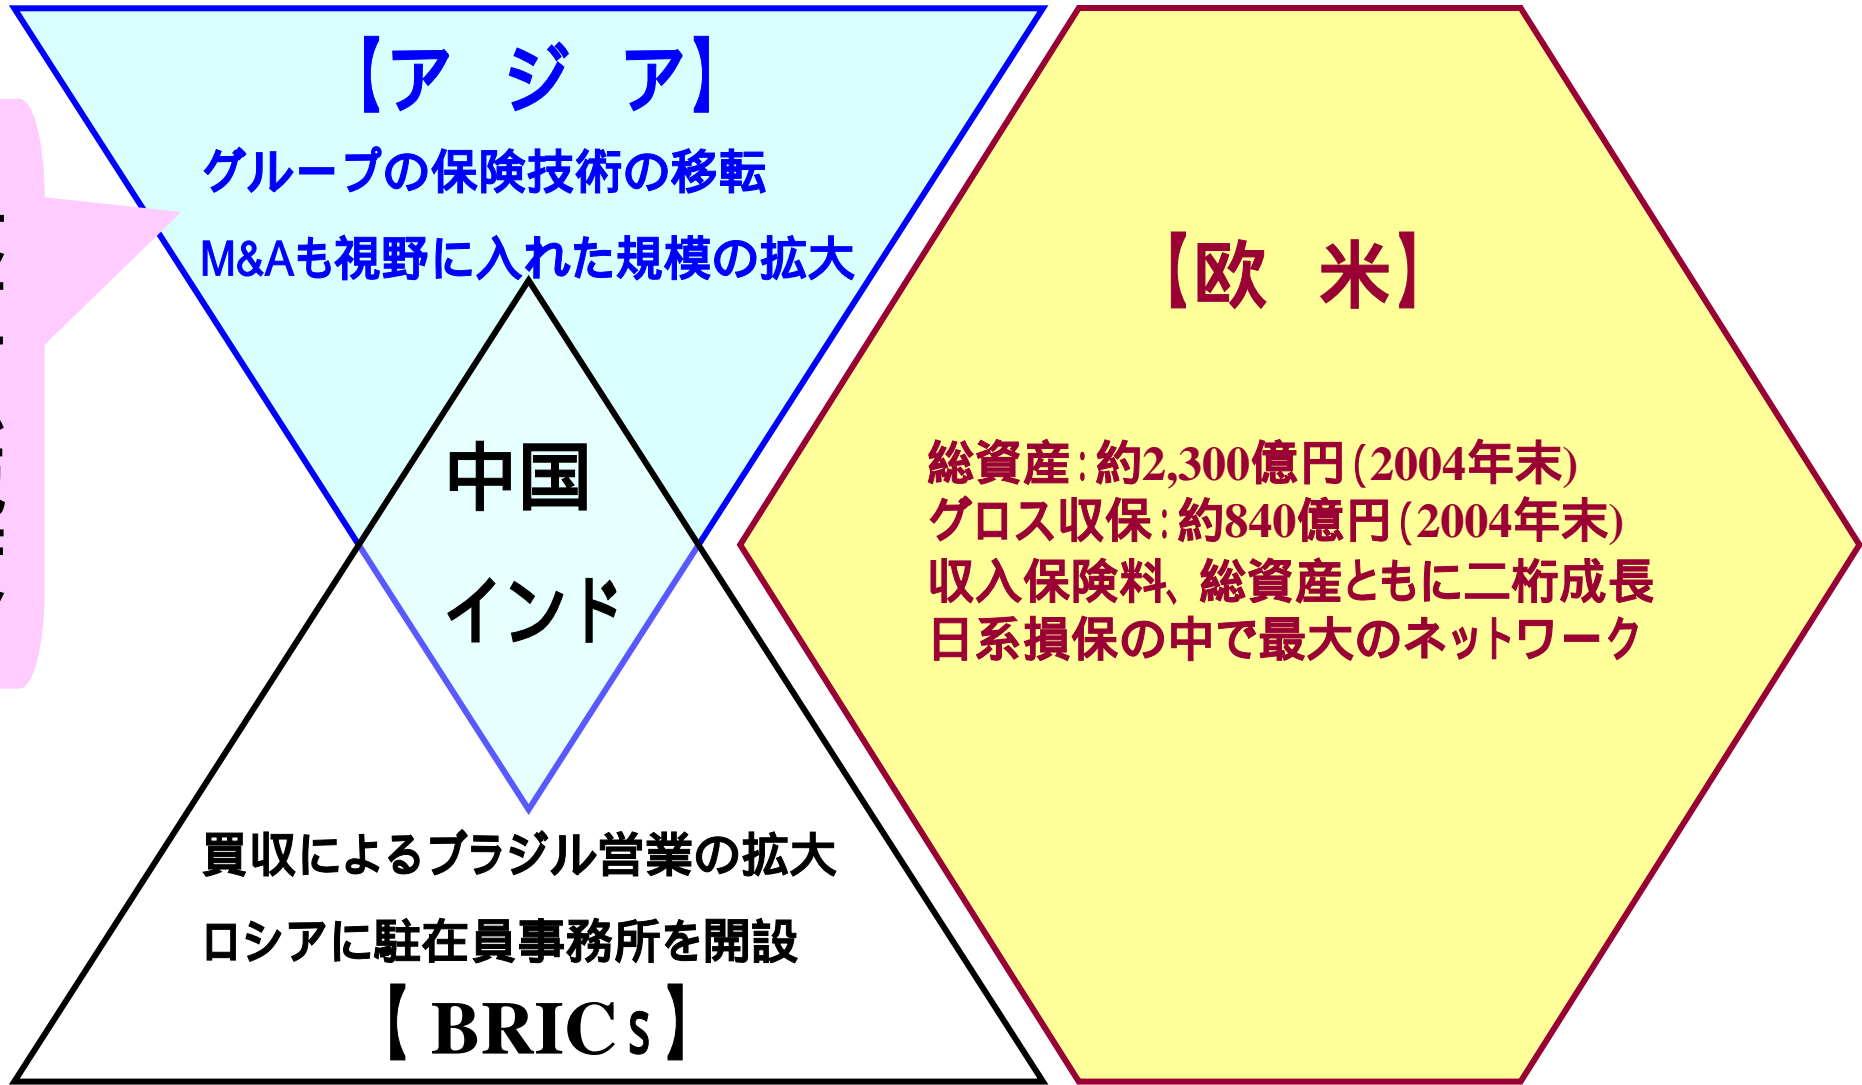 【ア ジ ア】
グループの保険技術の移転
M&Aも視野に入れた規模の拡大
中国
インド
買収によるブラジル営業の拡大
ロシアに駐在員事務所を開設
【BRICs】
【欧 米】
総資産:約2,300億円(2004年末)
グロス収保:約840億円(2004年末)
収入保険料、総資産ともに二桁成長
日系損保の中で最大のネットワーク